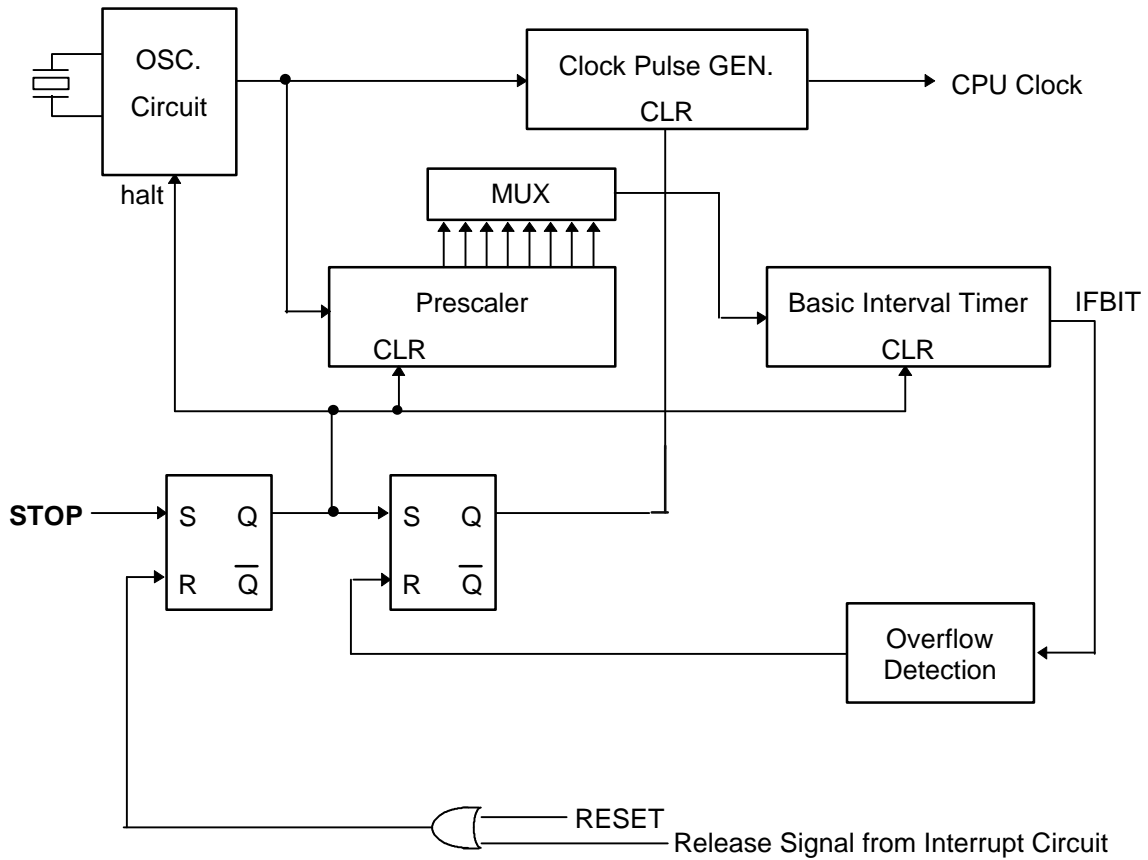 OSC.
Circuit
Clock Pulse GEN.
CLR
CPU Clock
halt
MUX
Prescaler
CLR
Basic Interval Timer
CLR
IFBIT
STOP
S Q
R Q̅
S Q
R Q̅
Overflow
Detection
RESET
Release Signal from Interrupt Circuit